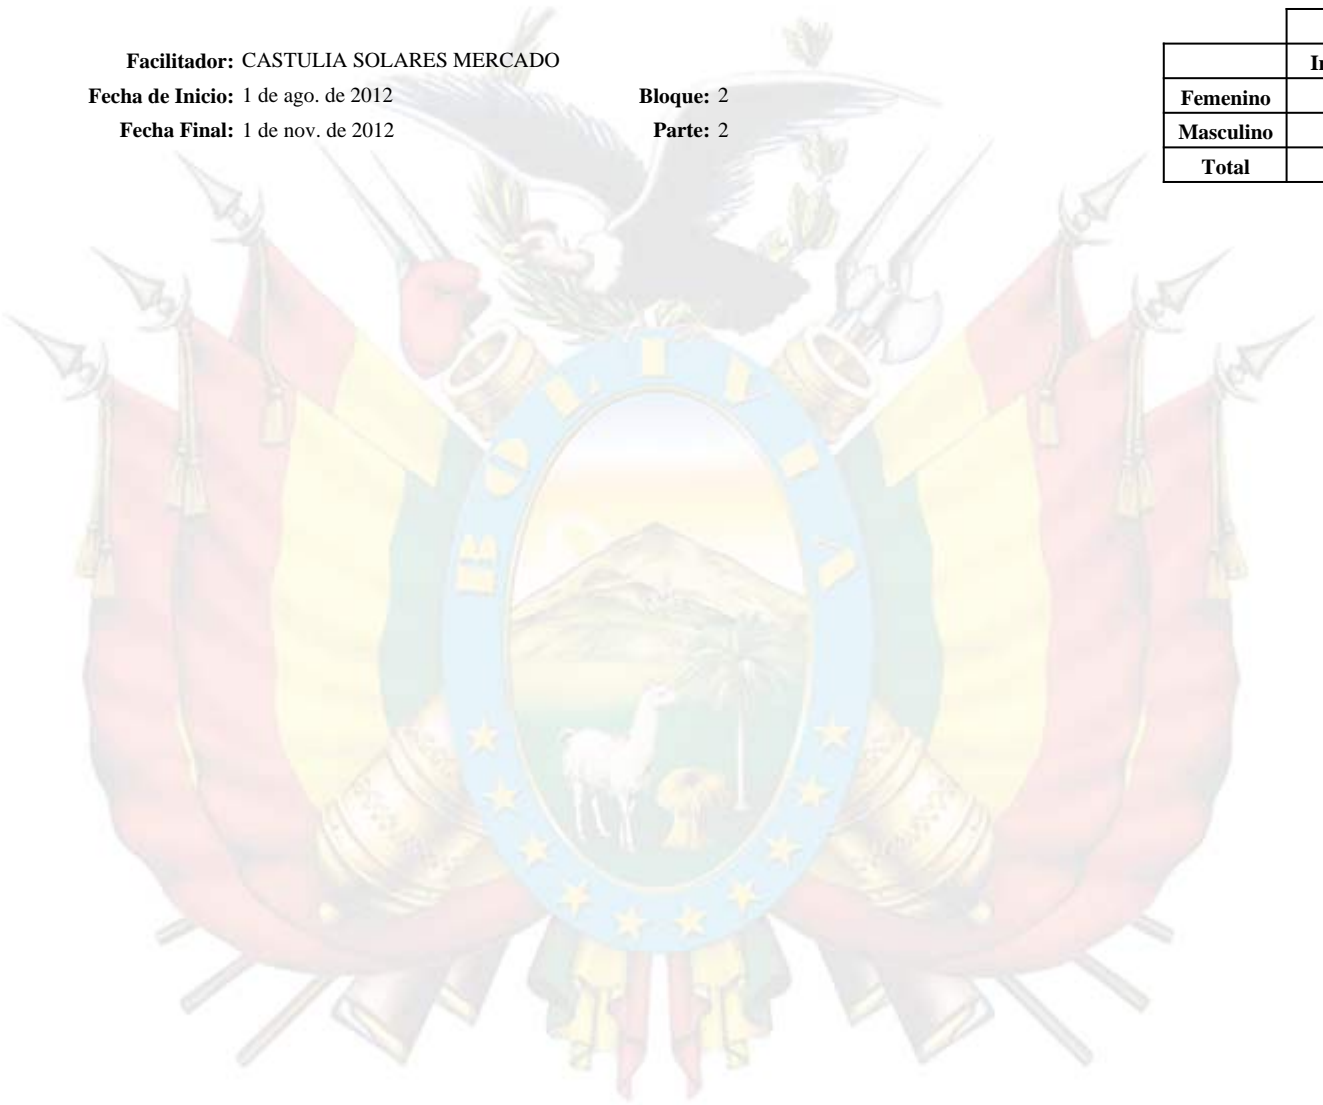 Facilitador: CASTULIA SOLARES MERCADO
Fecha de Inicio: 1 de ago. de 2012 Bloque: 2
Fecha Final: 1 de nov. de 2012 Parte: 2
Femenino
Masculino
Total
BOLIVIA